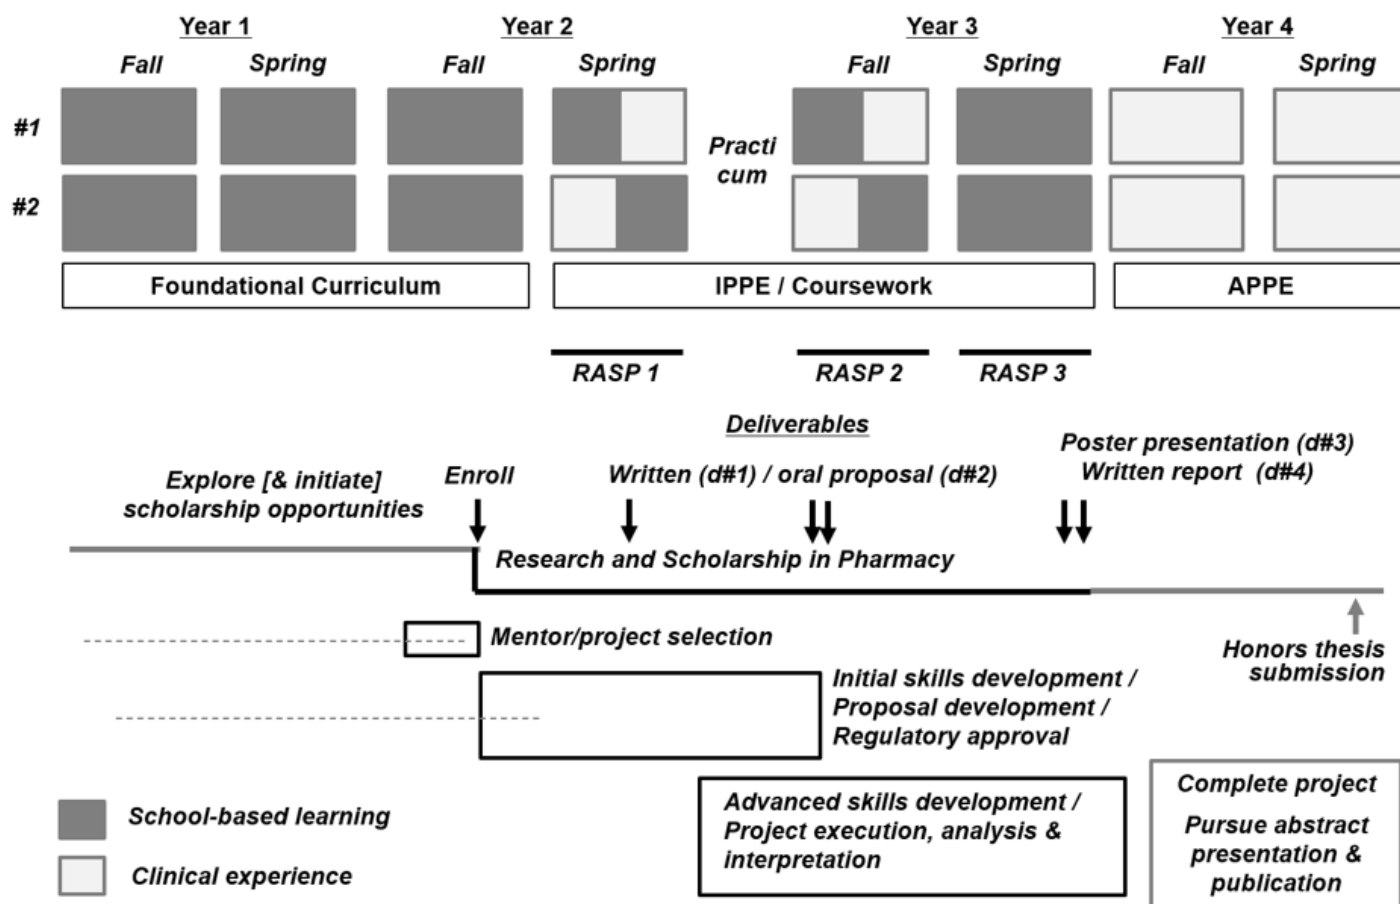 Year 1 Year 2 Year 3 Year 4
Fall Spring Fall Spring Fall Spring Fall Spring
#1
Practi
cum
#2
Foundational Curriculum IPPE / Coursework APPE
RASP 1 RASP 2 RASP 3
Deliverables
Explore [& initiate]
scholarship opportunities
Enroll
Written (d#1) / oral proposal (d#2)
Poster presentation (d#3)
Written report (d#4)
Research and Scholarship in Pharmacy
Mentor/project selection
Honors thesis
submission
Initial skills development /
Proposal development /
Regulatory approval
Advanced skills development /
Project execution, analysis &
interpretation
Complete project
Pursue abstract
presentation &
publication
School-based learning
Clinical experience